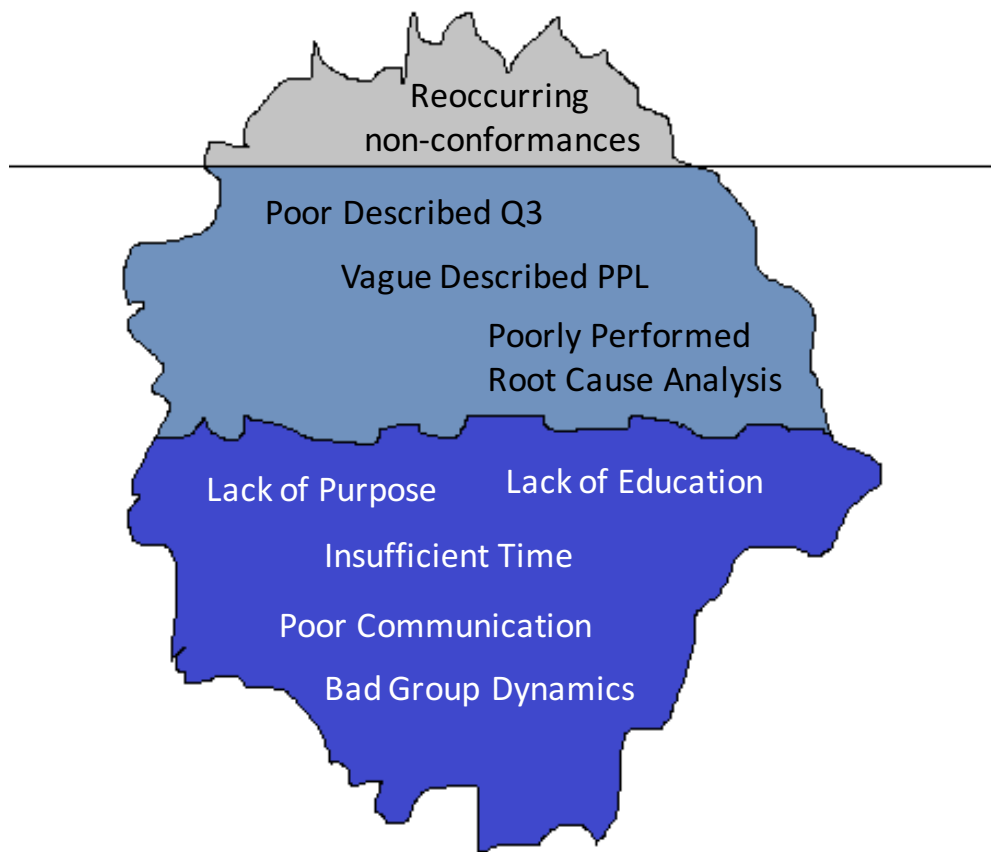 Reoccurring
non-conformances
Poor Described Q3
Vague Described PPL
Poorly Performed
Root Cause Analysis
Lack of Purpose
Lack of Education
Insufficient Time
Poor Communication
Bad Group Dynamics